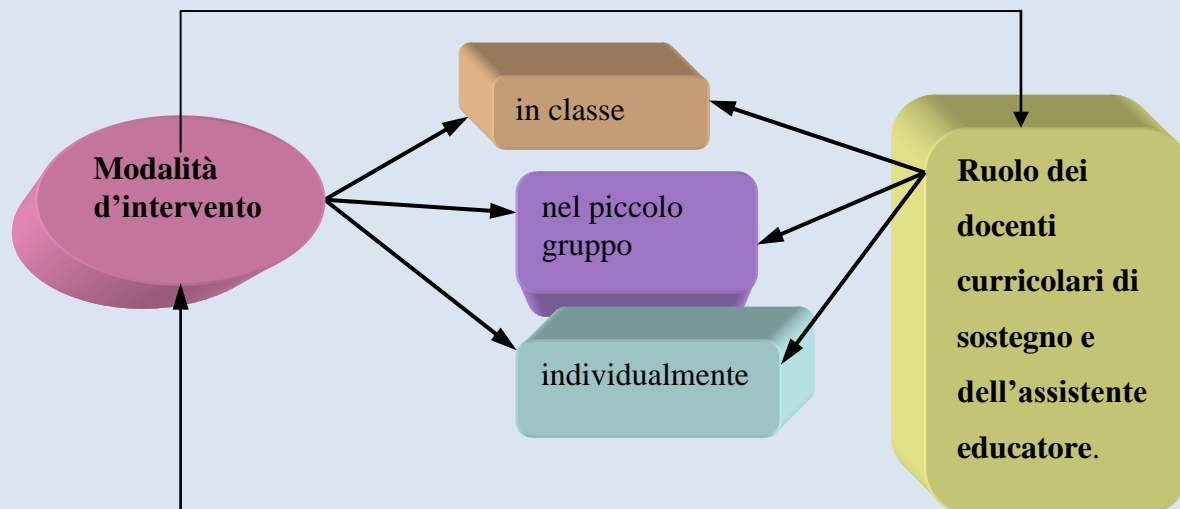 in classe
Modalità
d’intervento
nel piccolo
gruppo
individualmente
Ruolo dei
docenti
curricolari di
sostegno e
dell’assistente
educatore.